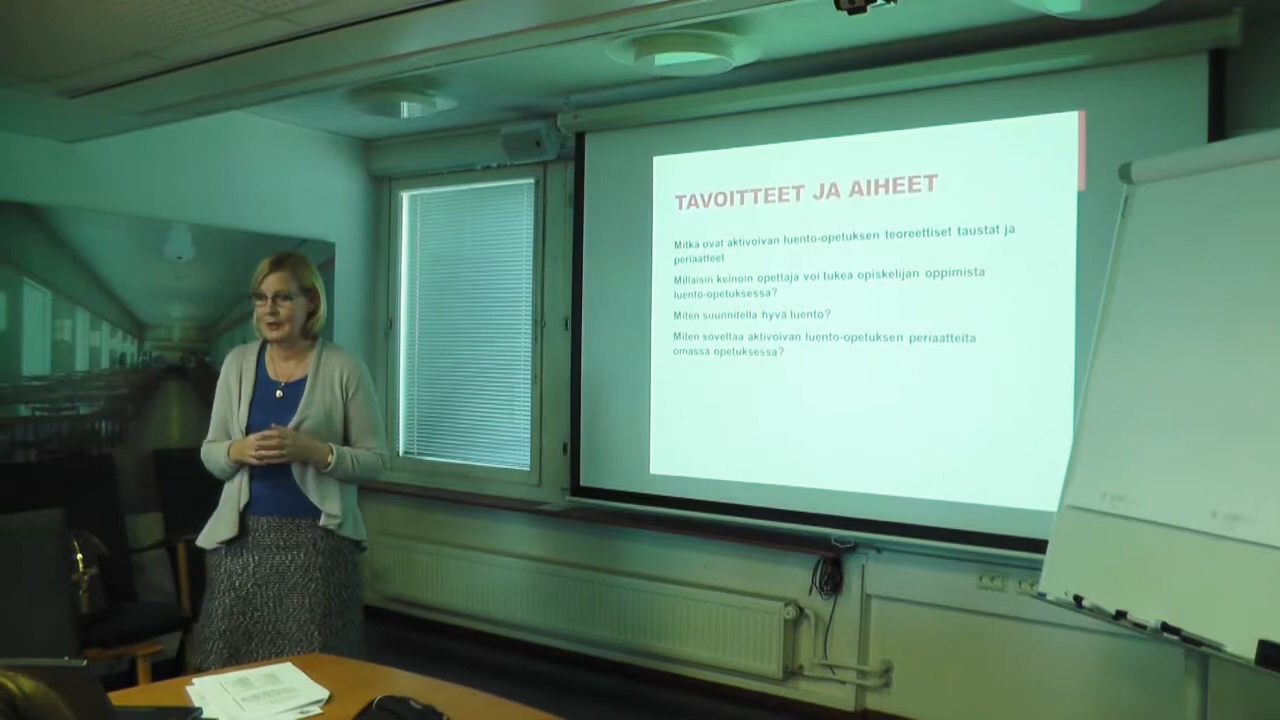 TAVOITTEET JA AIHEET
Mitkä ovat aktivoivan luento-opetuksen teoreettiset taustat ja
periaatteet
Millaisin keinoin opettaja voi tukea opiskelijan oppimista
luento-opetuksessa?
Miten suunnitella hyvä luento?
Miten soveltaa aktivoivan luento-opetuksen periaatteita
omassa opetuksessa?